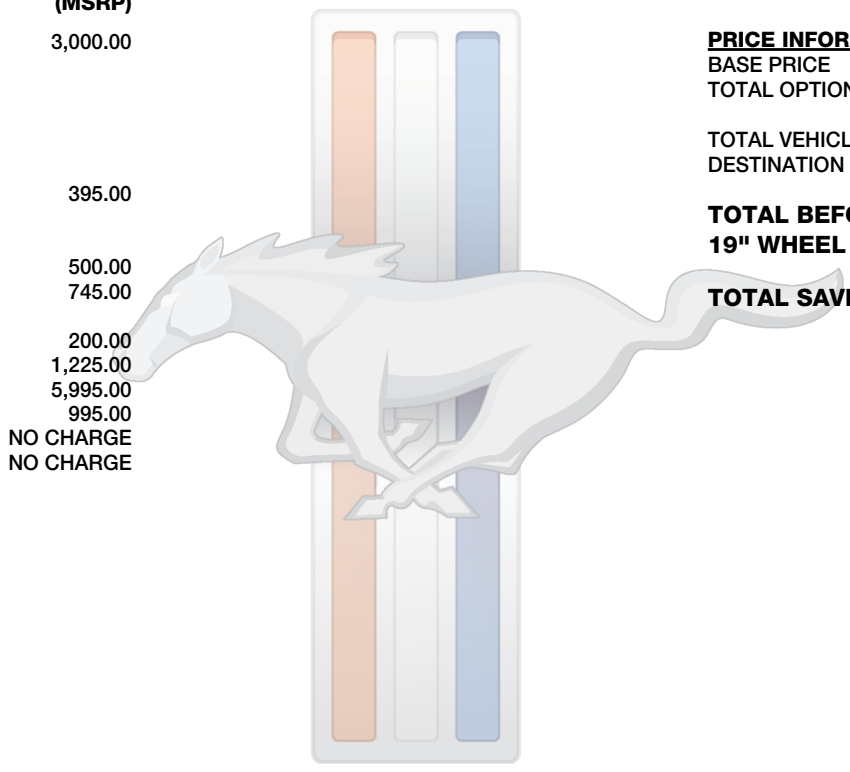 (MSRP)
3,000.00
395.00
500.00
745.00
200.00
1,225.00
5,995.00
995.00
NO CHARGE
NO CHARGE
PRICE INFOR
BASE PRICE
TOTAL OPTION
TOTAL VEHICL
DESTINATION
TOTAL BEFO
19" WHEEL
TOTAL SAVI